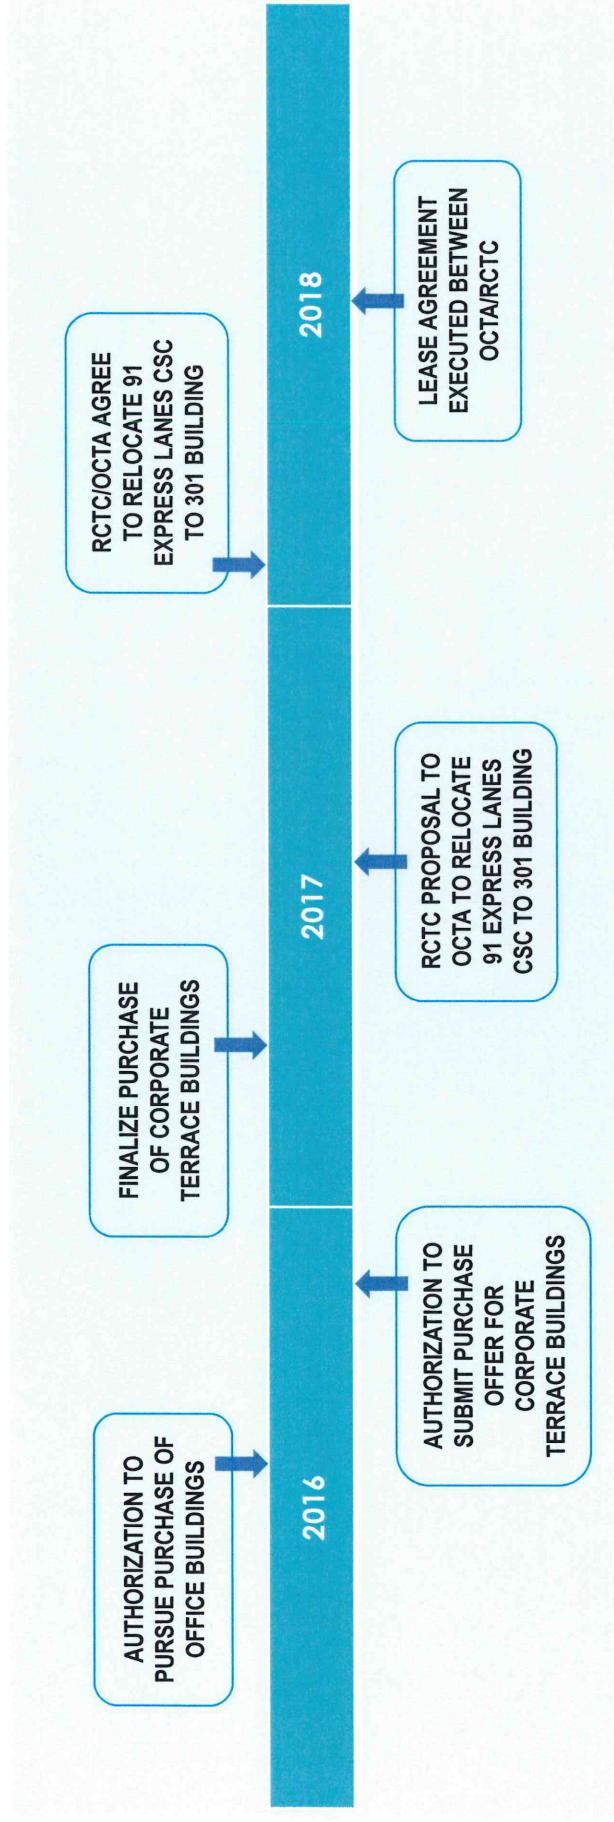 AUTHORIZATION TO
PURSUE PURCHASE OF
OFFICE BUILDINGS
FINALIZE PURCHASE
OF CORPORATE
TERRACE BUILDINGS
RCTC/OCTA AGREE
TO RELOCATE 91
EXPRESS LANES CSC
TO 301 BUILDING
2016
2017
2018
AUTHORIZATION TO
SUBMIT PURCHASE
OFFER FOR
CORPORATE
TERRACE BUILDINGS
RCTC PROPOSAL TO
OCTA TO RELOCATE
91 EXPRESS LANES
CSC TO 301 BUILDING
LEASE AGREEMENT
EXECUTED BETWEEN
OCTA/RCTC